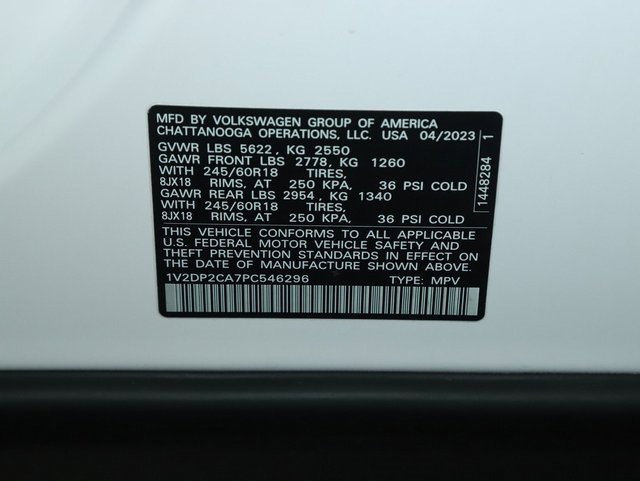 MFD BY VOLKSWAGEN GROUP OF AMERICA
CHATTANOOGA OPERATIONS, LLC. USA 04/2023
GVWR LBS 5622, KG 2550
GAWR FRONT LBS 2778, KG 1260
WITH 245/60R18 TIRES,
8JX18 RIMS, AT 250 KPA, 36 PSI COLD
GAWR REAR LBS 2954, KG 1340
WITH 245/60R18 TIRES,
8JX18 RIMS, AT 250 KPA, 36 PSI COLD
THIS VEHICLE CONFORMS TO ALL APPLICABLE
U.S. FEDERAL MOTOR VEHICLE SAFETY AND
THEFT PREVENTION STANDARDS IN EFFECT ON
THE DATE OF MANUFACTURE SHOWN ABOVE.
1V2DP2CA7PC546296 TYPE: MPV
1448284 1